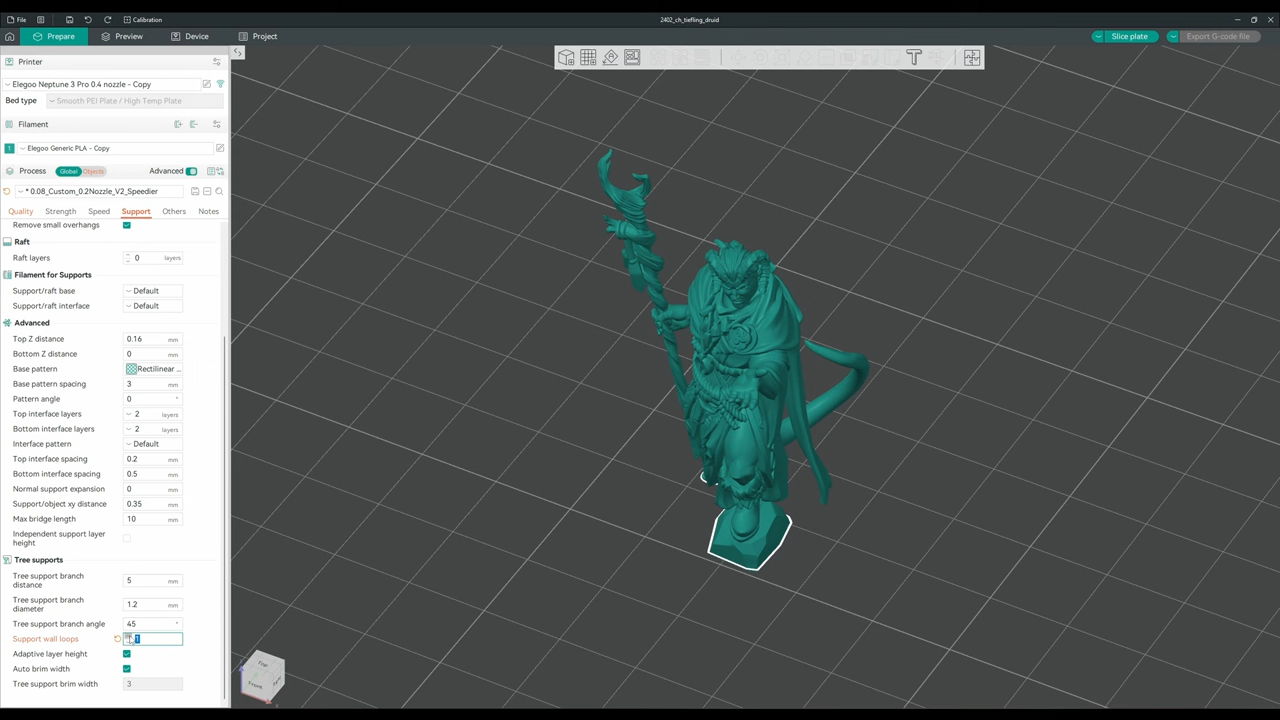 File
Calibration
2402_ch_tiefling_druid
Prepare
Preview
Device
Project
Slice plate
Export G-code file
Printer
Elegoo Neptune 3 Pro 0.4 nozzle - Copy
Bed type
Smooth PEI Plate / High Temp Plate
Filament
1
Elegoo Generic PLA - Copy
Process
Global
Objects
Advanced
* 0.08_Custom_0.2Nozzle_V2_Speedier
Quality
Strength
Speed
Support
Others
Notes
Remove small overhangs
Raft
Raft layers 0 layers
Filament for Supports
Support/raft base Default
Support/raft interface Default
Advanced
Top Z distance 0.16 mm
Bottom Z distance 0 mm
Base pattern Rectilinear ...
Base pattern spacing 3 mm
Pattern angle 0 °
Top interface layers 2 layers
Bottom interface layers 2 layers
Interface pattern Default
Top interface spacing 0.2 mm
Bottom interface spacing 0.5 mm
Normal support expansion 0 mm
Support/object xy distance 0.35 mm
Max bridge length 10 mm
Independent support layer
height
Tree supports
Tree support branch
distance 5 mm
Tree support branch
diameter 1.2 mm
Tree support branch angle 45 °
Support wall loops 1
Adaptive layer height
Auto brim width
Tree support brim width 3
Top
Front